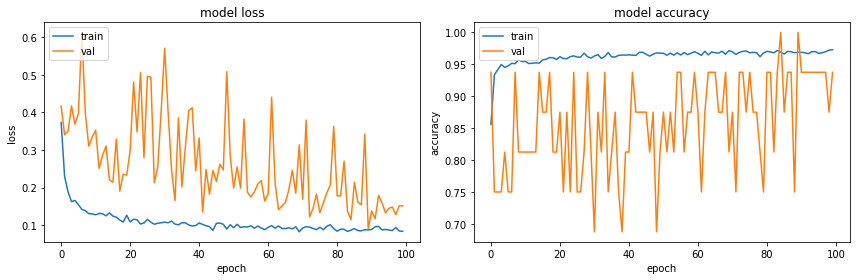 model loss
train
val
0.6
0.5
0.4
0.3
0.2
0.1
loss
0 20 40 60 80 100
epoch
model accuracy
train
val
1.00
0.95
0.90
0.85
0.80
0.75
0.70
accuracy
0 20 40 60 80 100
epoch